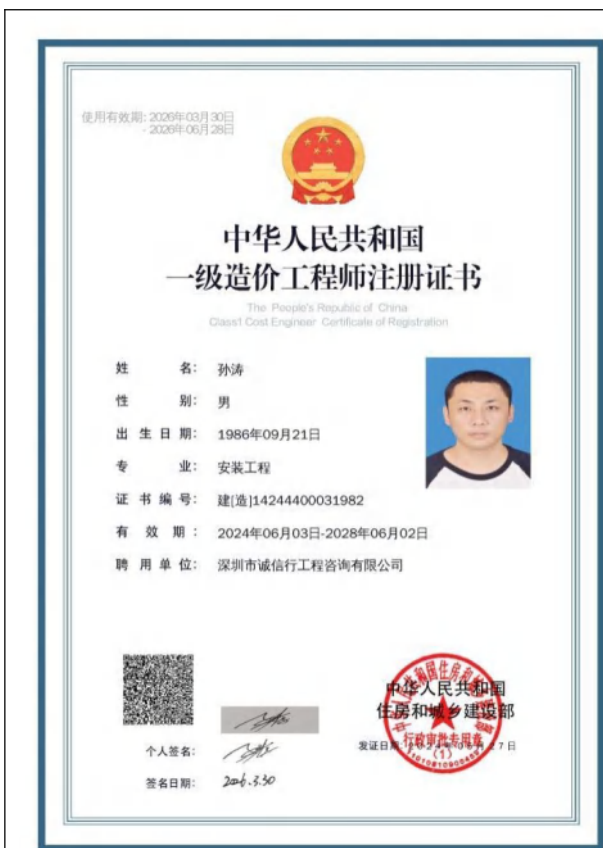 使用有效期: 2026年03月30日
- 2026年06月28日
中华人民共和国
一级造价工程师注册证书
The People's Republic of China
Class1 Cost Engineer Certificate of Registration
姓 名: 孙涛
性 别: 男
出生日期: 1986年09月21日
专 业: 安装工程
证书编号: 建[造]14244400031982
有效期: 2024年06月03日-2028年06月02日
聘用单位: 深圳市诚信行工程咨询有限公司
中华人民共和国
住房和城乡建设部
行政审批专用章
(1)
个人签名:
发证日期:
签名日期: 2026.3.30